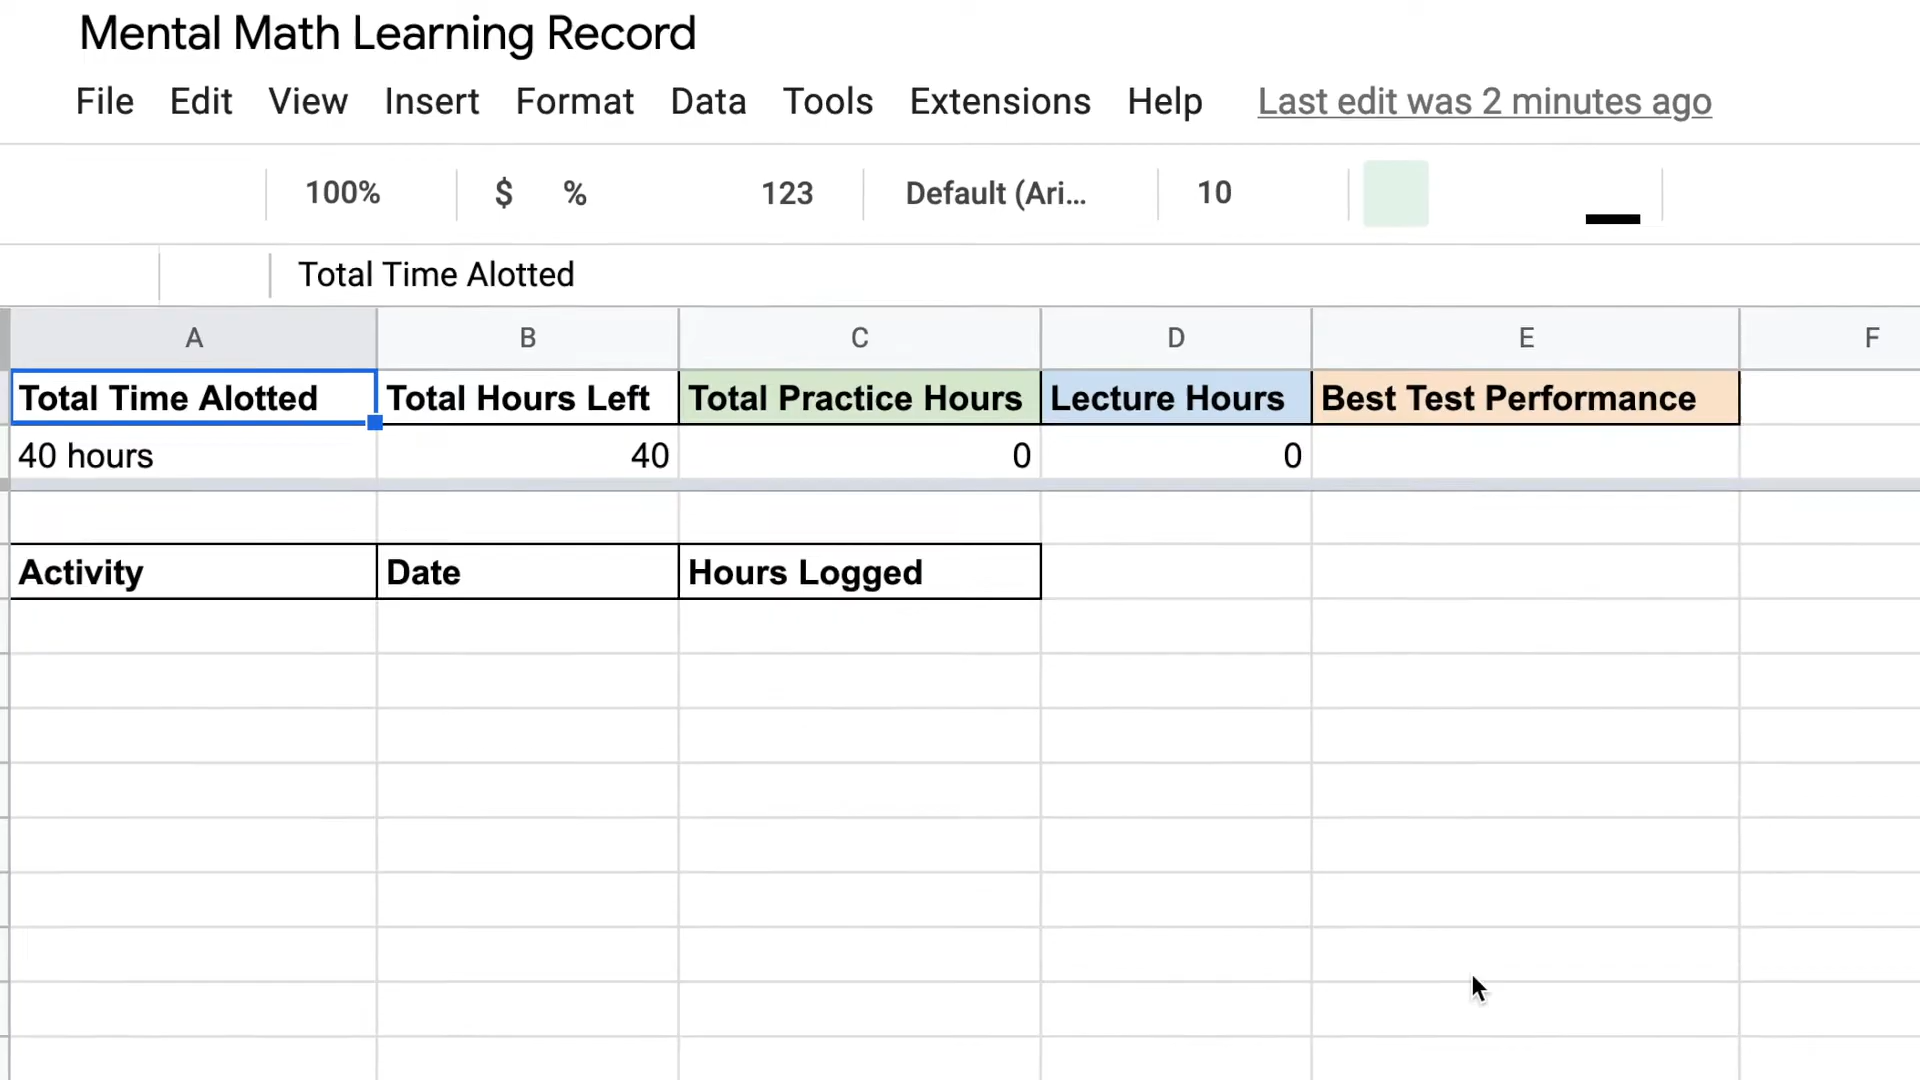 Mental Math Learning Record
File Edit View Insert Format Data Tools Extensions Help Last edit was 2 minutes ago
100% $ % 123 Default (Ari... 10
Total Time Alotted
A B C D E F
Total Time Alotted Total Hours Left Total Practice Hours Lecture Hours Best Test Performance
40 hours 40 0 0
Activity Date Hours Logged